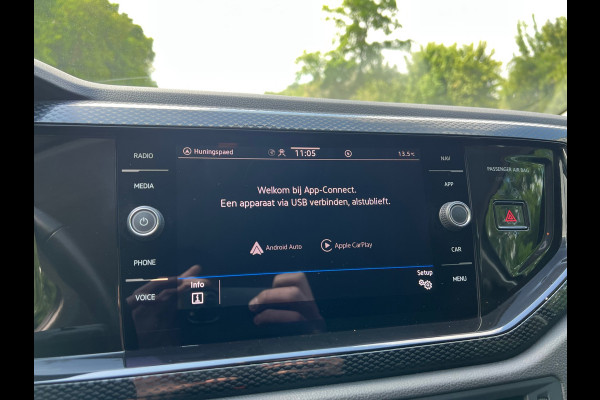 RADIO
MEDIA
PHONE
VOICE
Huningspaed
11:05
13.5°C
Welkom bij App-Connect.
Een apparaat via USB verbinden, alstublieft.
Android Auto
Apple CarPlay
Info
Setup
NAV
APP
CAR
MENU
PASSENGER AIR BAG